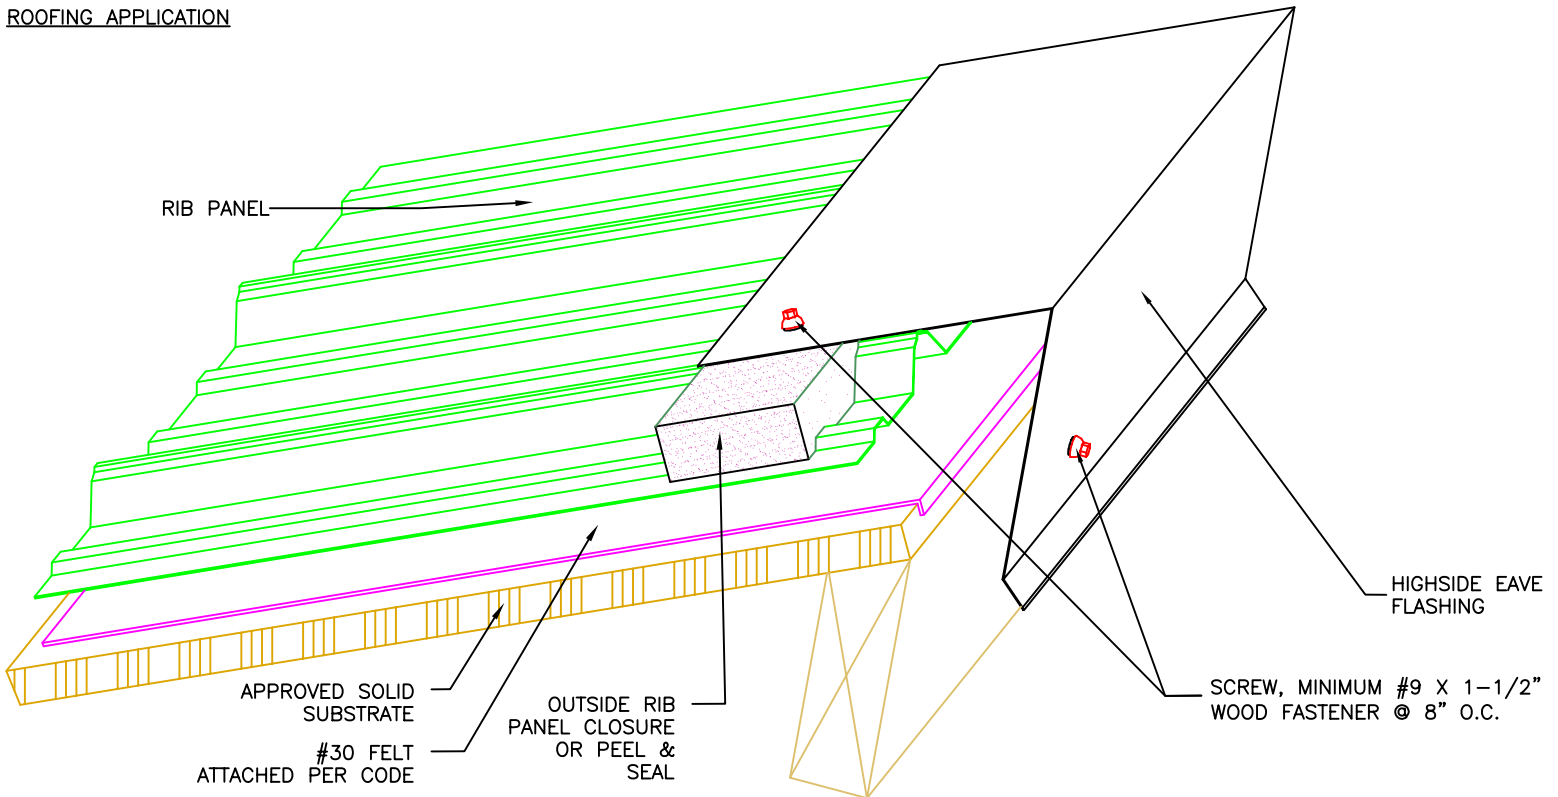 ROOFING APPLICATION
RIB PANEL
APPROVED SOLID
SUBSTRATE
#30 FELT
ATTACHED PER CODE
OUTSIDE RIB
PANEL CLOSURE
OR PEEL &
SEAL
HIGHSIDE EAVE
FLASHING
SCREW, MINIMUM #9 X 1-1/2"
WOOD FASTENER @ 8" O.C.